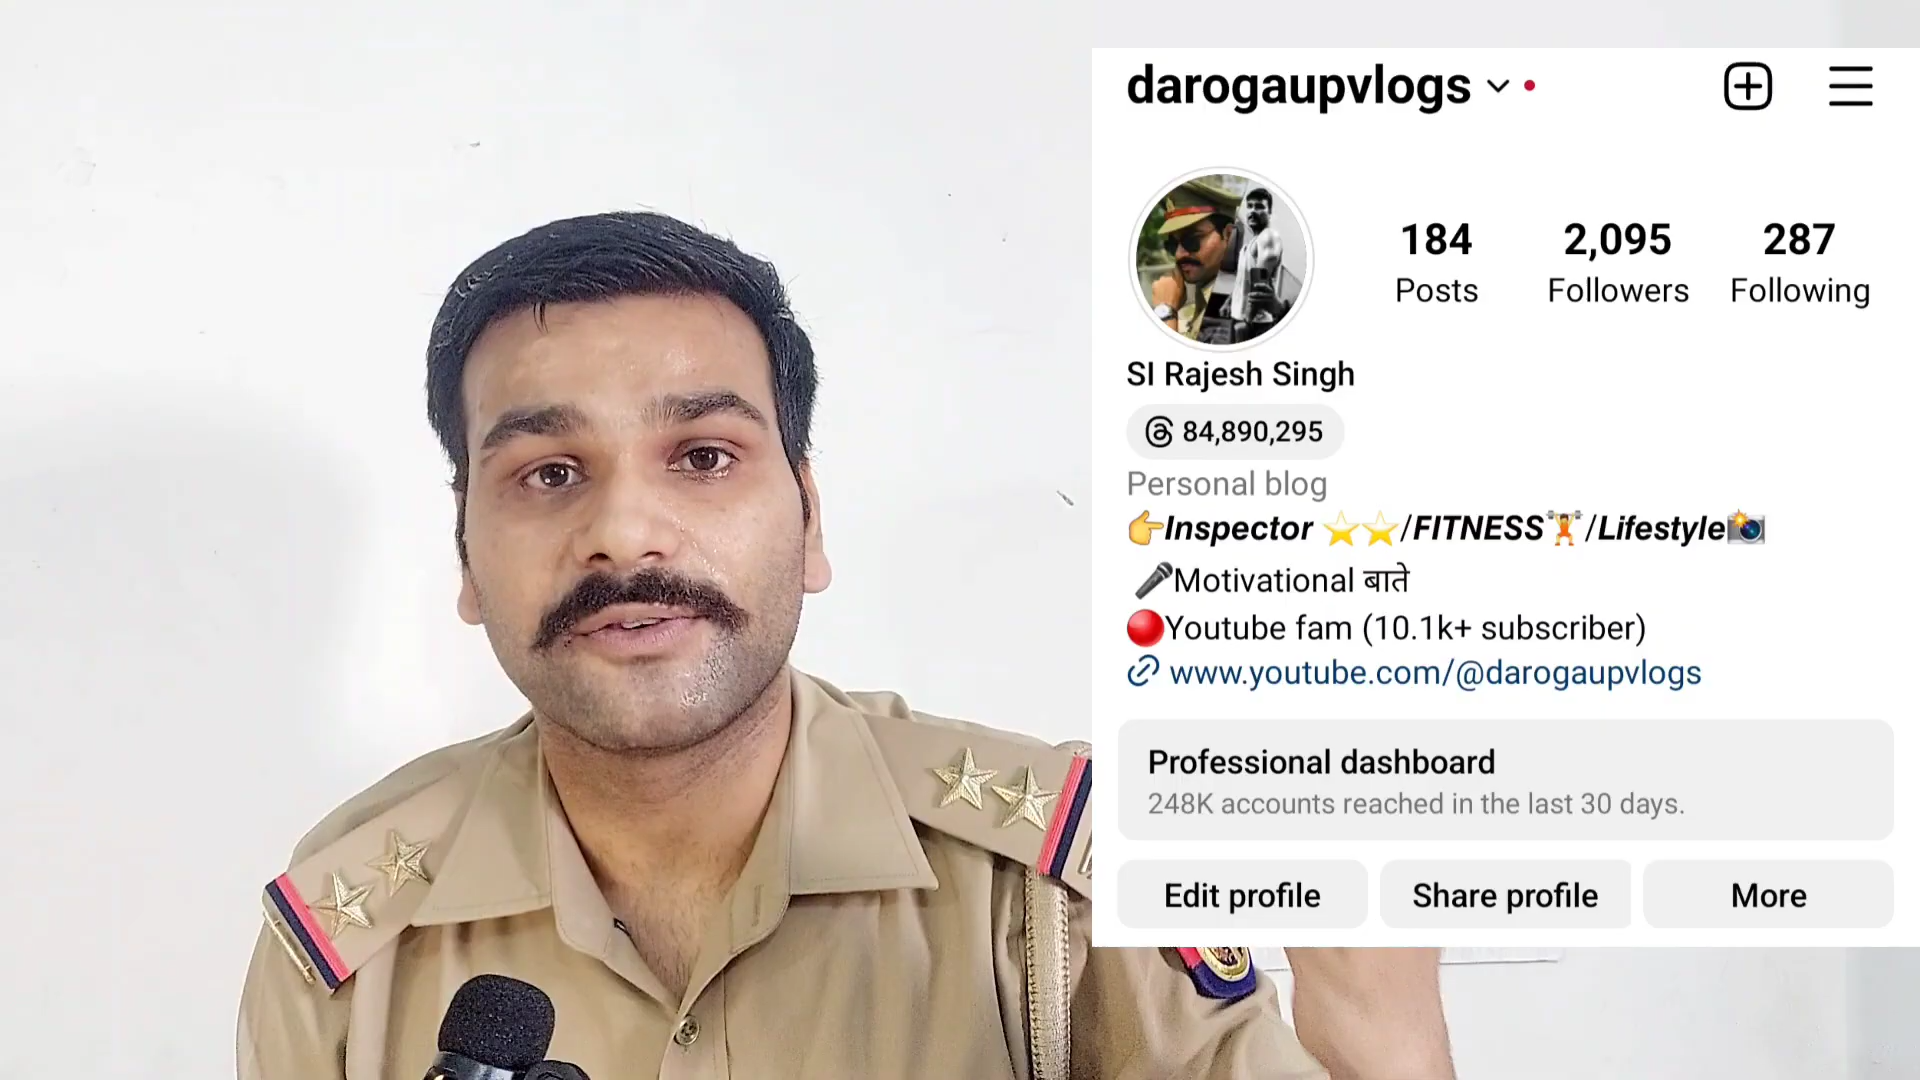 darogaupvlogs
184
Posts
2,095
Followers
287
Following
SI Rajesh Singh
84,890,295
Personal blog
👉Inspector ⭐⭐/FITNESS🏋/Lifestyle📸
🎤Motivational बाते
🔴Youtube fam (10.1k+ subscriber)
www.youtube.com/@darogaupvlogs
Professional dashboard
248K accounts reached in the last 30 days.
Edit profile
Share profile
More